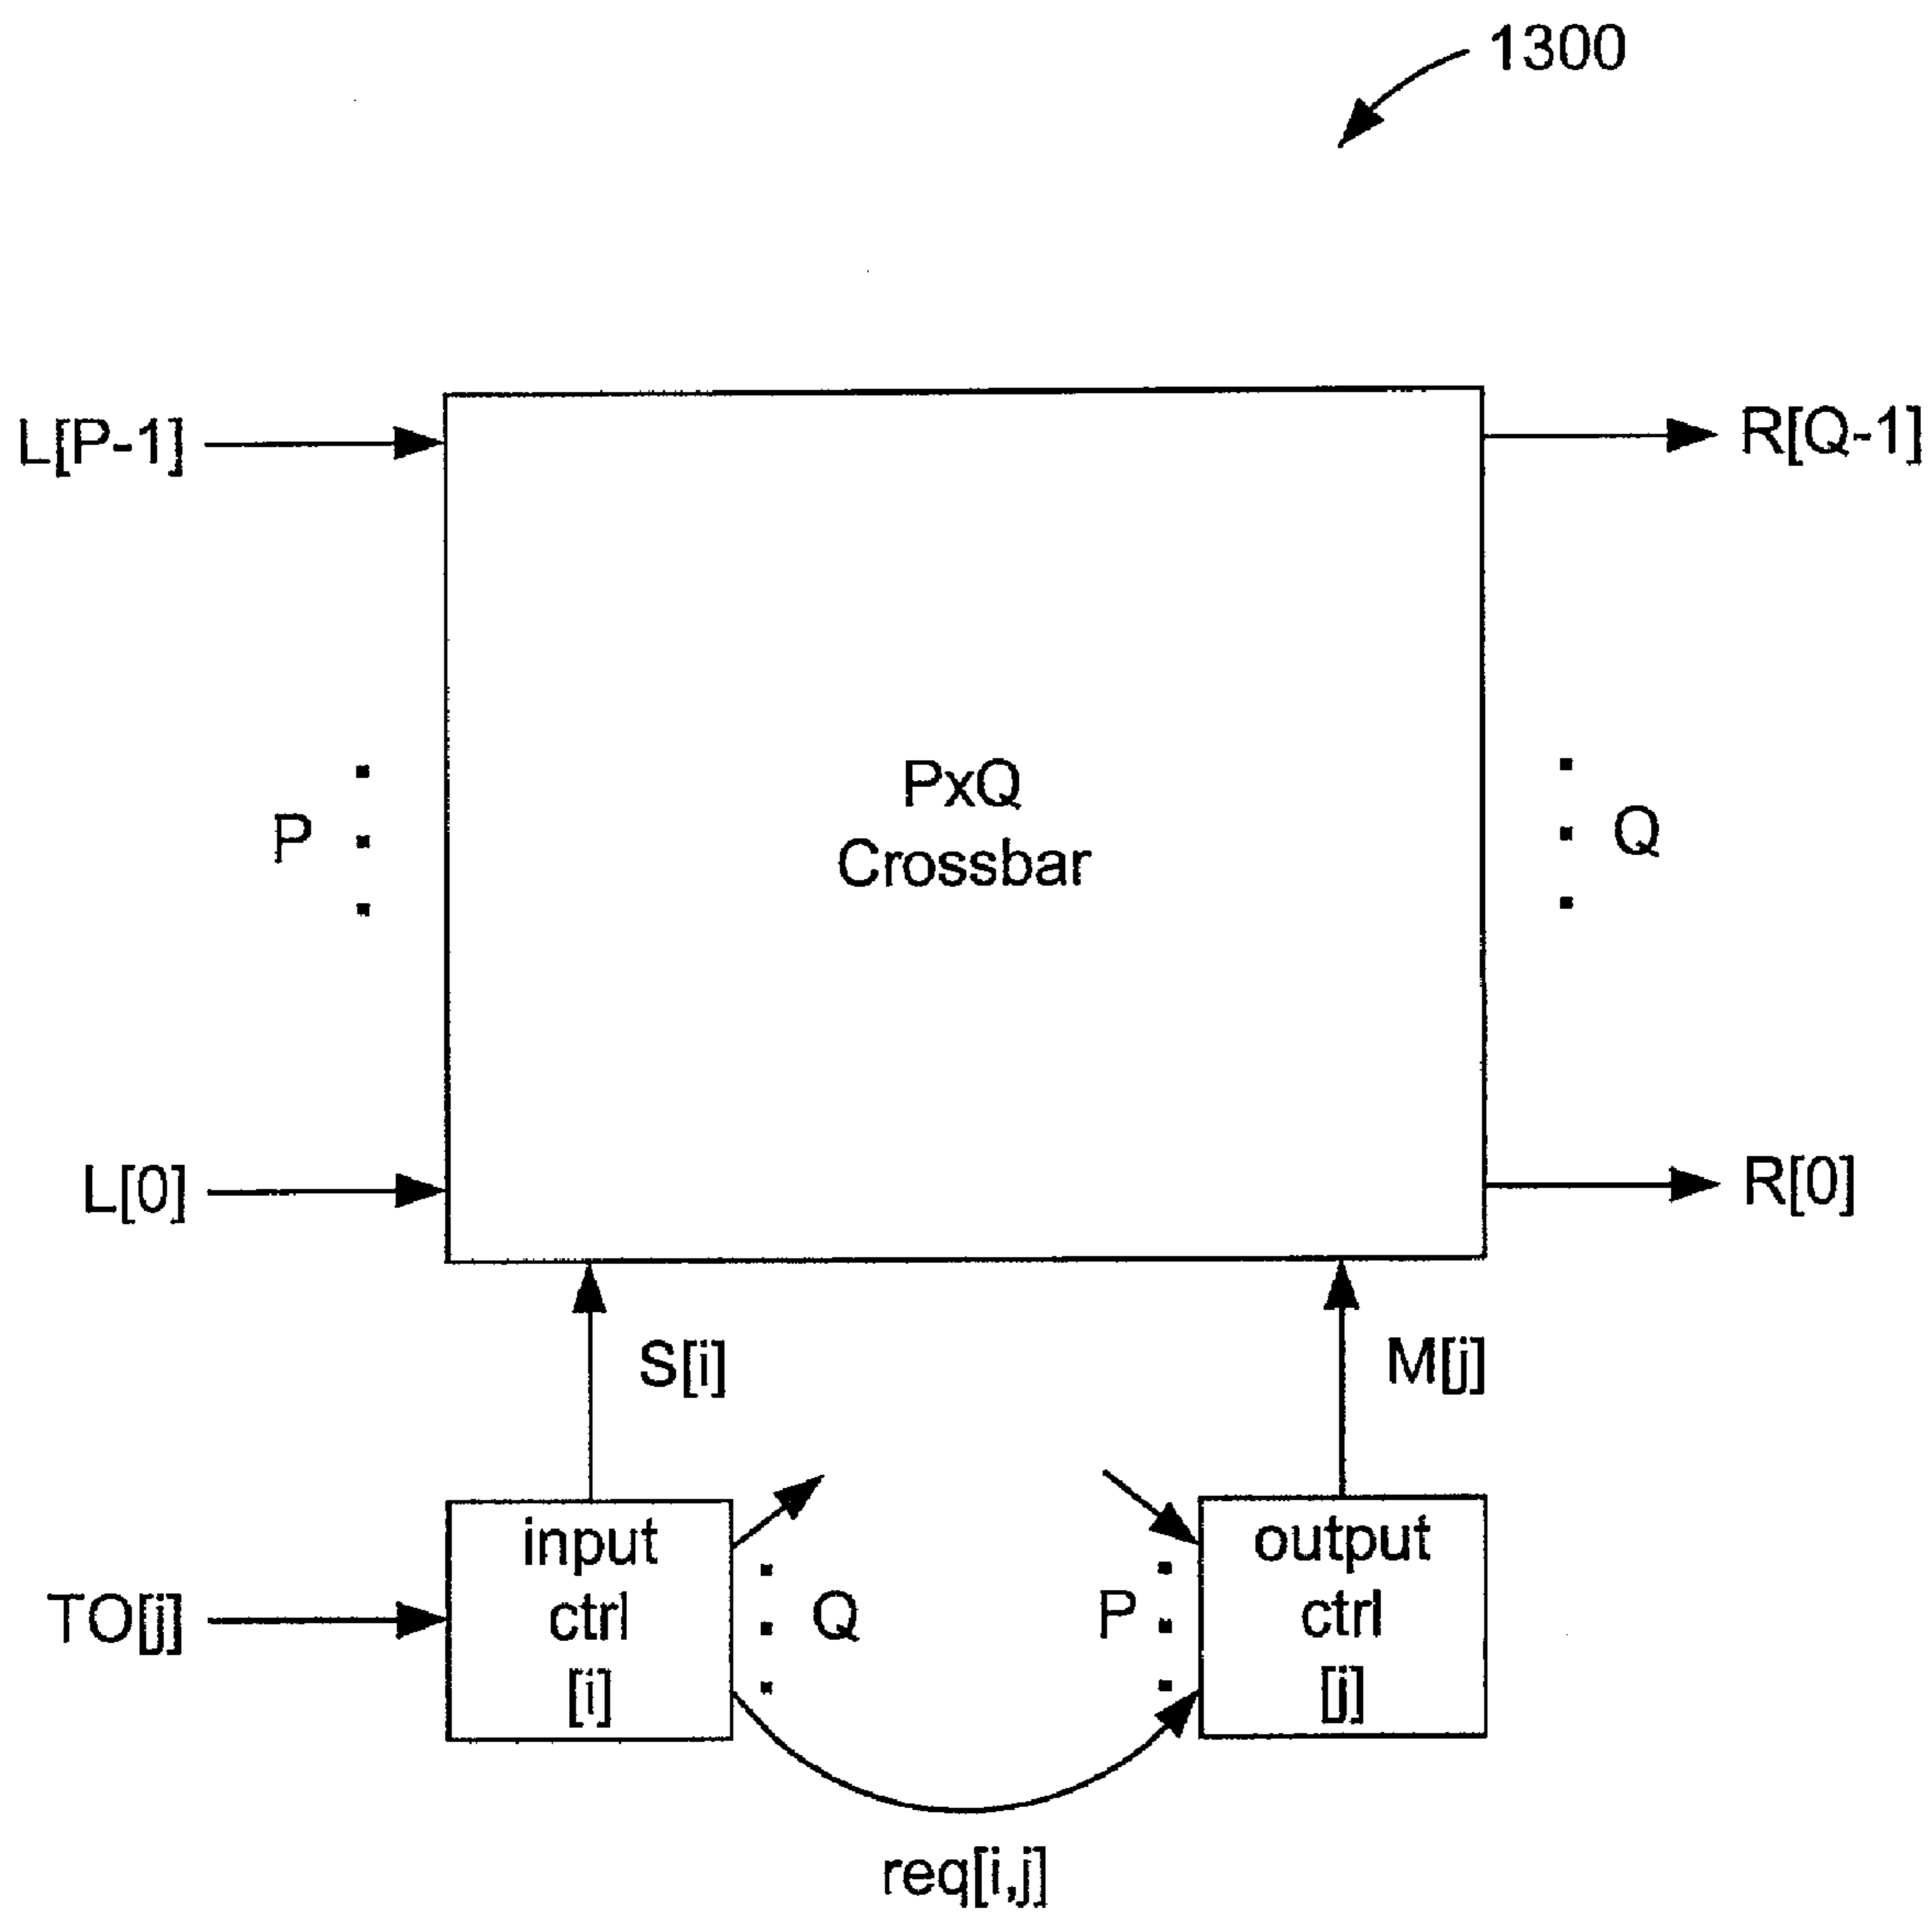 1300
L[P-1]
R[Q-1]
PxQ
Crossbar
P
Q
L[0]
R[0]
S[i]
M[j]
input
ctrl
[i]
output
ctrl
[j]
TO[j]
Q
P
req[i,j]